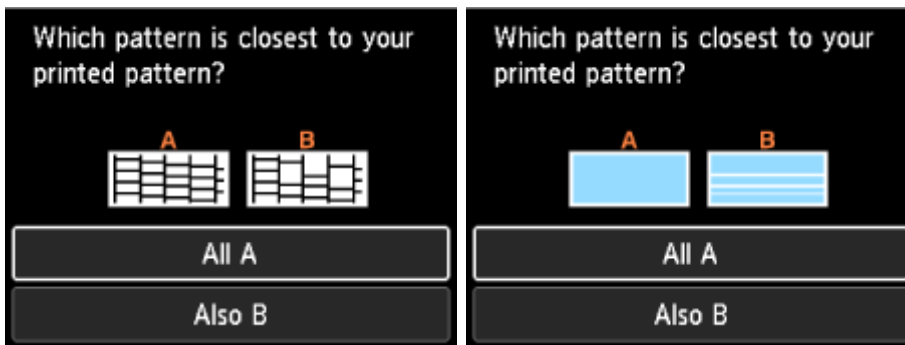 Which pattern is closest to your
printed pattern?
A B
All A
Also B
Which pattern is closest to your
printed pattern?
A B
All A
Also B